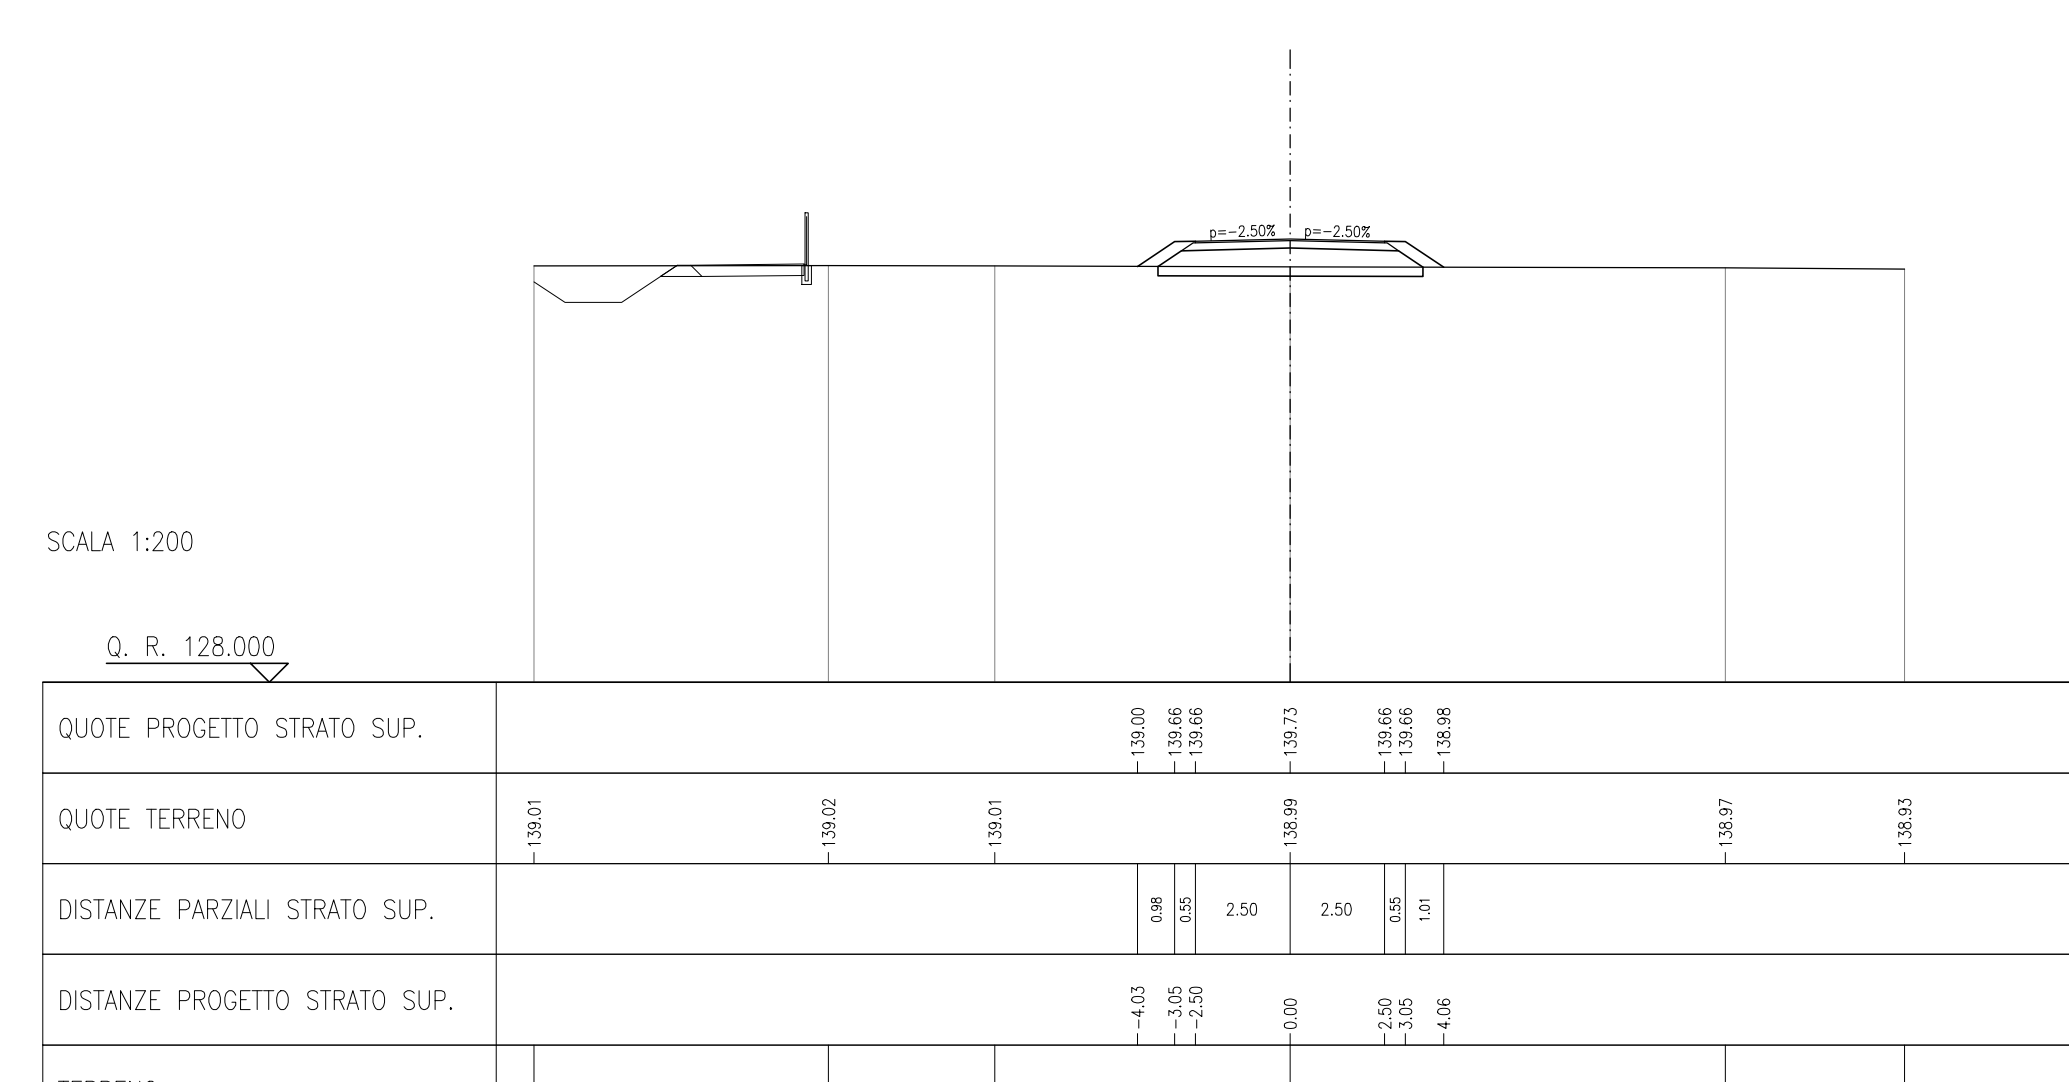 p=-2.50% p=-2.50%
SCALA 1:200
Q. R. 128.000
QUOTE PROGETTO STRATO SUP. 139.00 139.66 139.66 139.73 139.66 139.66 138.98
QUOTE TERRENO 139.01 139.02 139.01 138.99 138.97 138.93
DISTANZE PARZIALI STRATO SUP. 0.98 0.55 2.50 2.50 0.55 1.01
DISTANZE PROGETTO STRATO SUP. -4.03 -3.05 -2.50 0.00 2.50 3.05 4.06